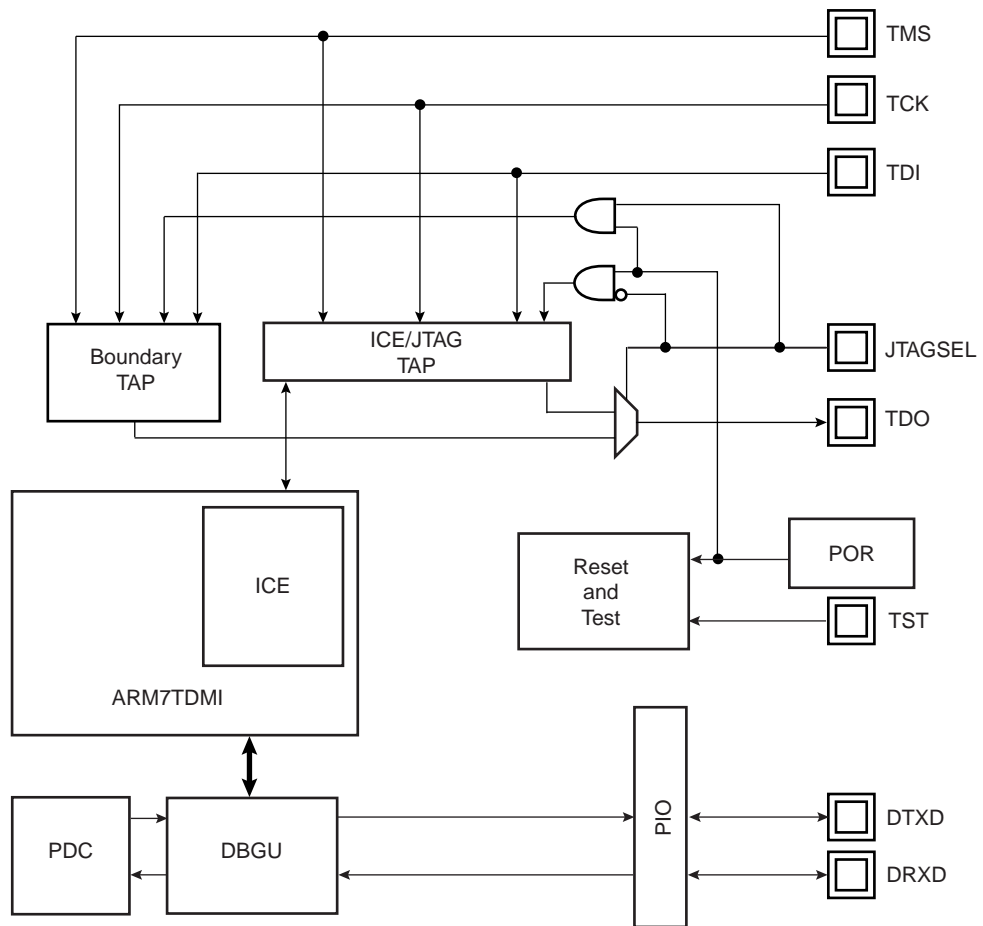 TMS
TCK
TDI
Boundary
TAP
ICE/JTAG
TAP
JTAGSEL
TDO
POR
Reset
and
Test
TST
ICE
ARM7TDMI
PDC
DBGU
PIO
DTXD
DRXD